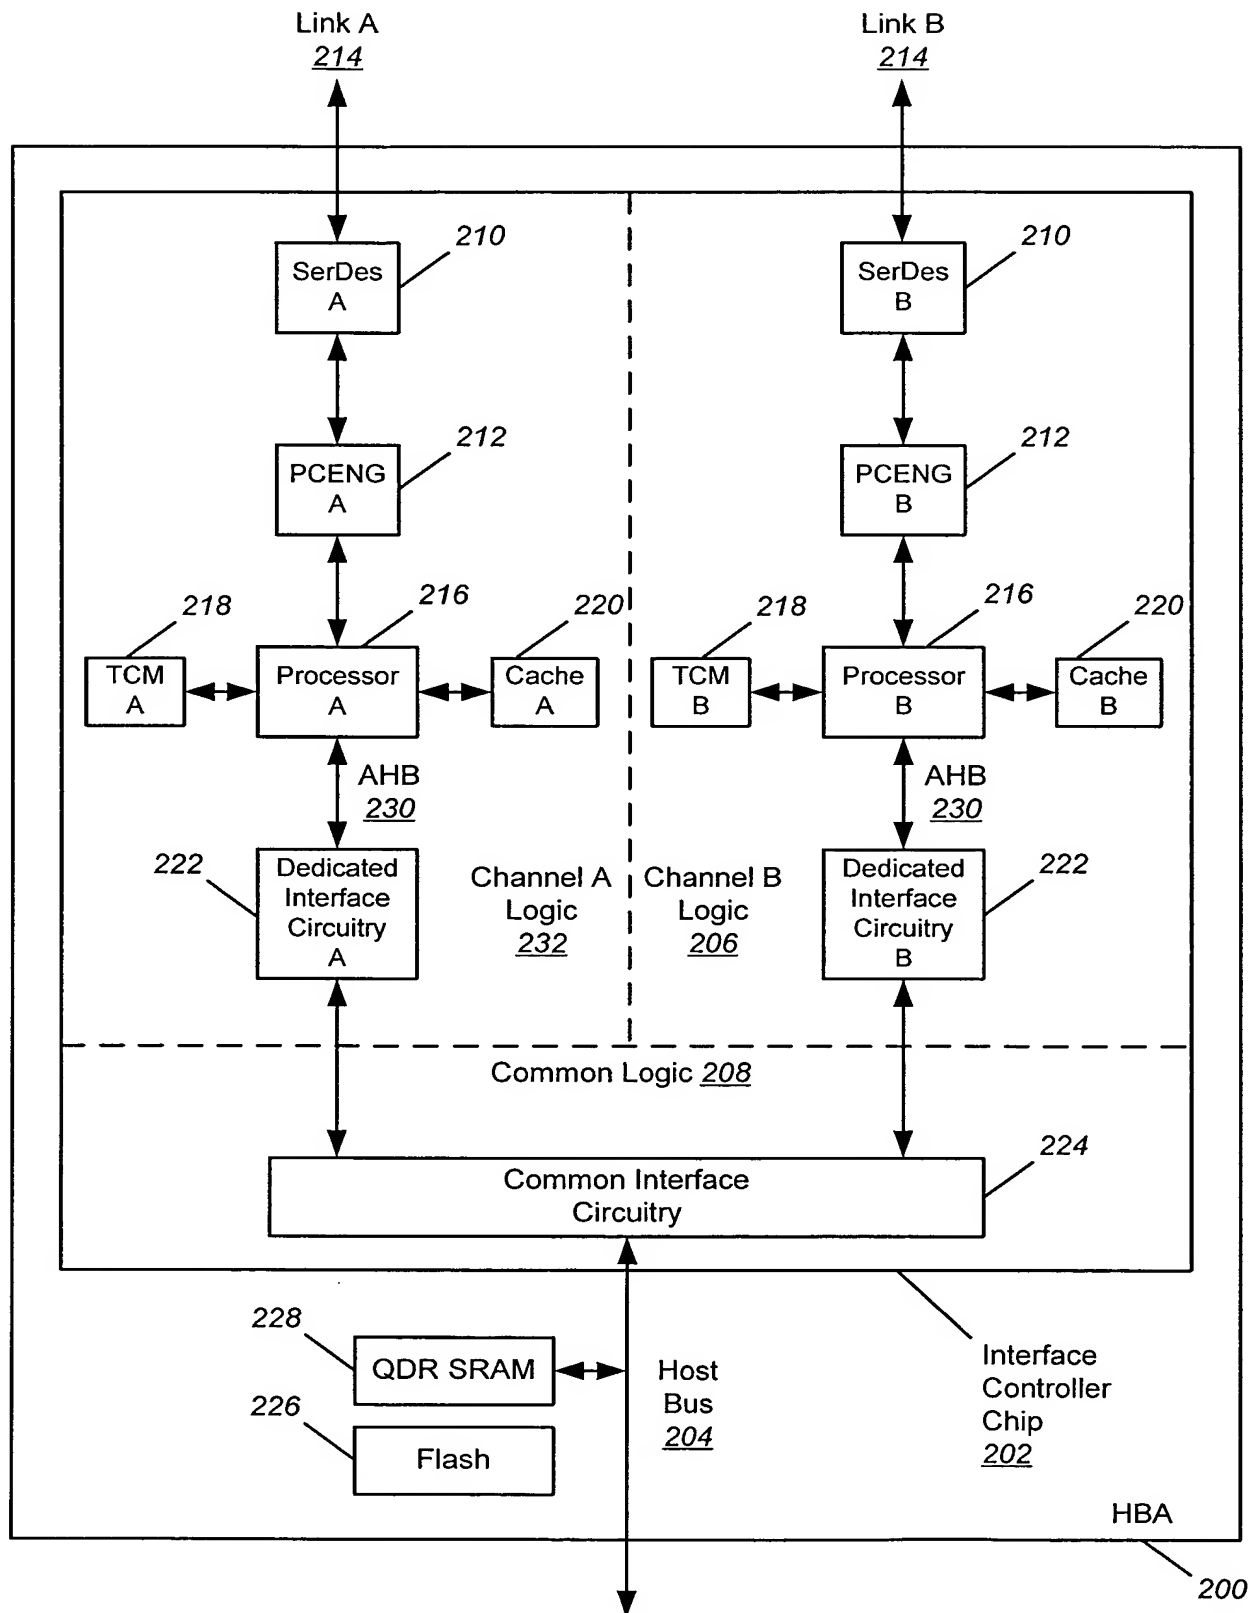 Link A
214
Link B
214
SerDes
A
210
SerDes
B
210
PCENG
A
212
PCENG
B
212
218
216
220
218
216
220
TCM
A
Processor
A
Cache
A
TCM
B
Processor
B
Cache
B
AHB
230
AHB
230
222
Dedicated
Interface
Circuitry
A
Channel A
Logic
232
Channel B
Logic
206
Dedicated
Interface
Circuitry
B
222
Common Logic 208
Common Interface
Circuitry
224
228
QDR SRAM
226
Flash
Host
Bus
204
Interface
Controller
Chip
202
HBA
200